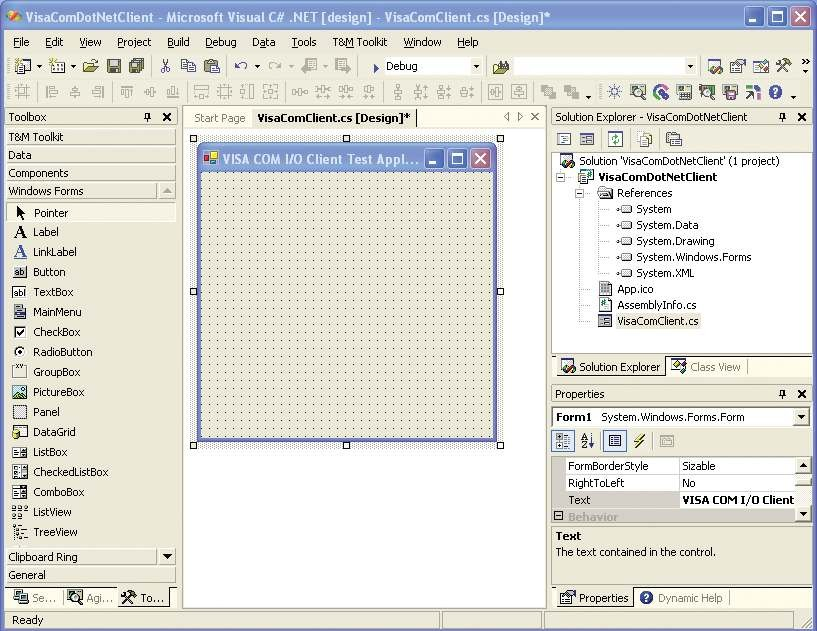 VisaComDotNetClient - Microsoft Visual C# .NET [design] - VisaComClient.cs [Design]*
File Edit View Project Build Debug Data Tools T&M Toolkit Window Help
Debug
Toolbox
T&M Toolkit
Data
Components
Windows Forms
Pointer
Label
LinkLabel
Button
TextBox
MainMenu
CheckBox
RadioButton
GroupBox
PictureBox
Panel
DataGrid
ListBox
CheckedListBox
ComboBox
ListView
TreeView
Clipboard Ring
General
Se... Agi... To...
Start Page VisaComClient.cs [Design]*
VISA COM I/O Client Test Appl...
Solution Explorer - VisaComDotNetClient
Solution 'VisaComDotNetClient' (1 project)
VisaComDotNetClient
References
System
System.Data
System.Drawing
System.Windows.Forms
System.XML
App.ico
AssemblyInfo.cs
VisaComClient.cs
Solution Explorer Class View
Properties
Form1 System.Windows.Forms.Form
FormBorderStyle Sizable
RightToLeft No
Text VISA COM I/O Client
Behavior
Text
The text contained in the control.
Properties Dynamic Help
Ready